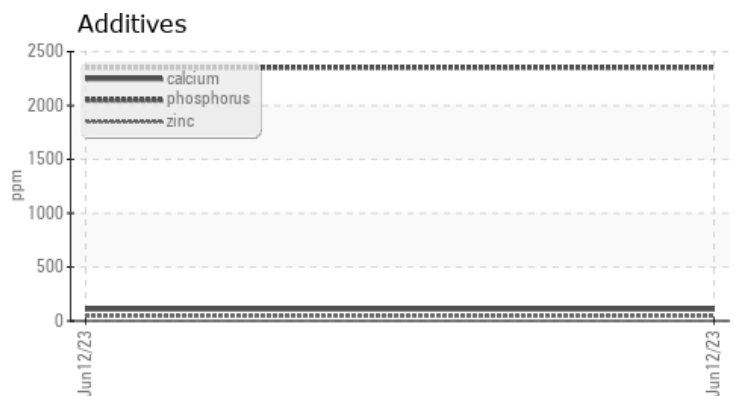 Additives
2500
2000
1500
1000
500
0
ppm
calcium
phosphorus
zinc
Jun12/23
Jun12/23